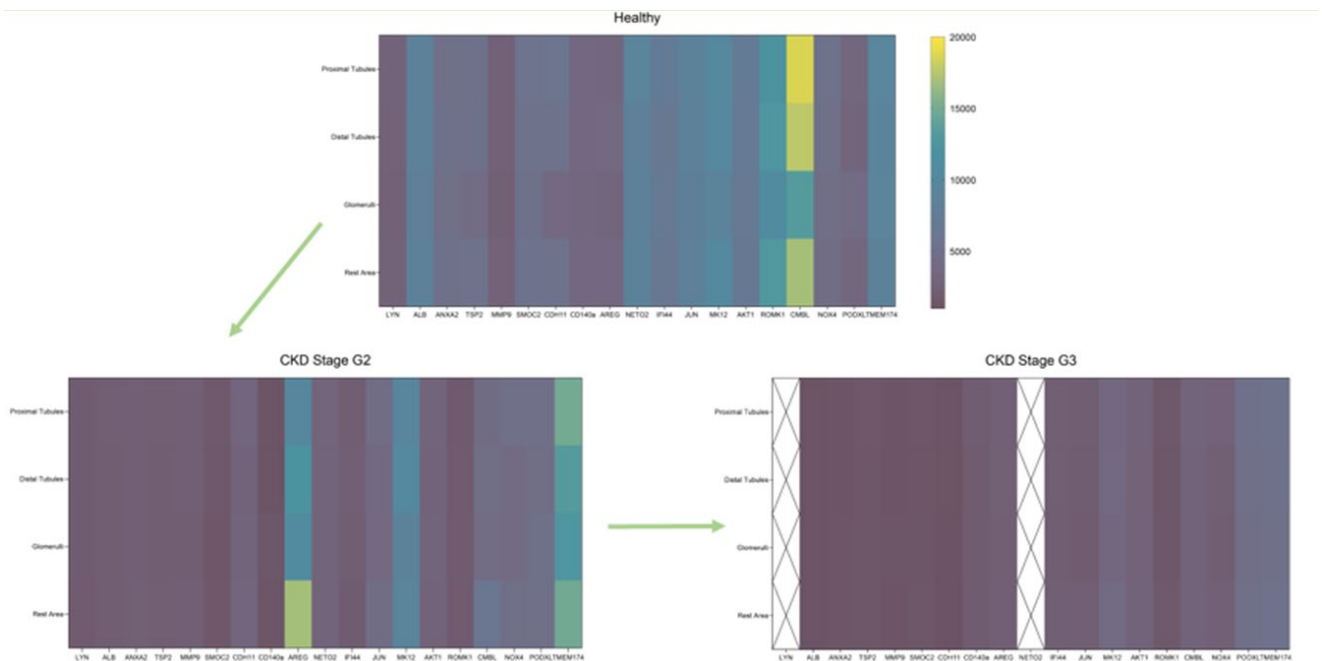 Healthy
20000
Proximal Tubules
15000
Distal Tubules
10000
Glomerulli
5000
Rest Area
LYN ALB ANXA2 TSP2 MMP9 SMOC2 CDH11 CD140a AREG NETO2 IFI44 JUN MK12 AKT1 ROMK1 CMBL NOX4 PODXL TMEM174
CKD Stage G2
Proximal Tubules
Distal Tubules
Glomerulli
Rest Area
LYN ALB ANXA2 TSP2 MMP9 SMOC2 CDH11 CD140a AREG NETO2 IFI44 JUN MK12 AKT1 ROMK1 CMBL NOX4 PODXL TMEM174
CKD Stage G3
Proximal Tubules
Distal Tubules
Glomerulli
Rest Area
LYN ALB ANXA2 TSP2 MMP9 SMOC2 CDH11 CD140a AREG NETO2 IFI44 JUN MK12 AKT1 ROMK1 CMBL NOX4 PODXL TMEM174